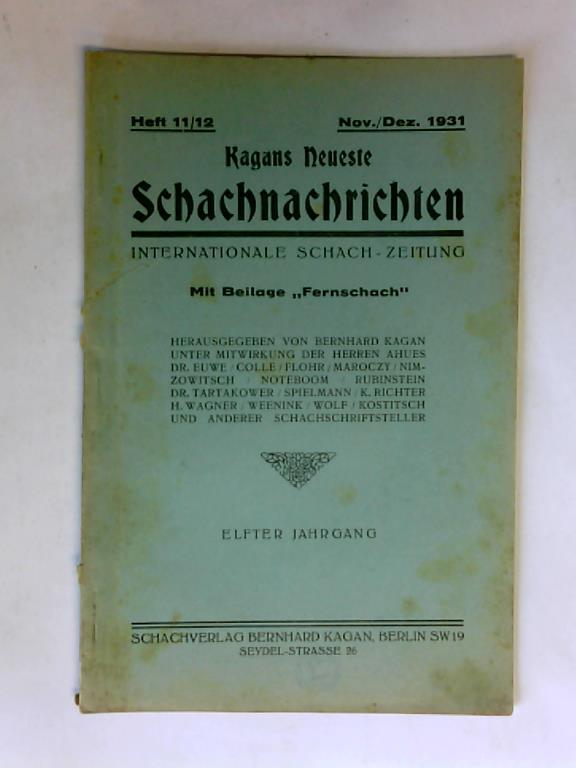 Heft 11/12 Nov./Dez. 1931
Kagans Neueste
Schachnachrichten
INTERNATIONALE SCHACH-ZEITUNG
Mit Beilage „Fernschach"
HERAUSGEGEBEN VON BERNHARD KAGAN
UNTER MITWIRKUNG DER HERREN AHUES
DR. EUWE / COLLE / FLOHR / MAROCZY / NIM-
ZOWITSCH / NOTEBOOM / RUBINSTEIN
DR. TARTAKOWER / SPIELMANN / K. RICHTER
H. WAGNER / WEENINK / WOLF / KOSTITSCH
UND ANDERER SCHACHSCHRIFTSTELLER
ELFTER JAHRGANG
SCHACHVERLAG BERNHARD KAGAN, BERLIN SW19
SEYDEL-STRASSE 26